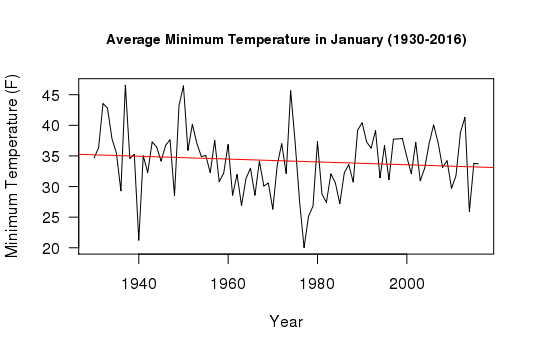 Average Minimum Temperature in January (1930-2016)
Minimum Temperature (F)
45
40
35
30
25
20
1940 1960 1980 2000
Year